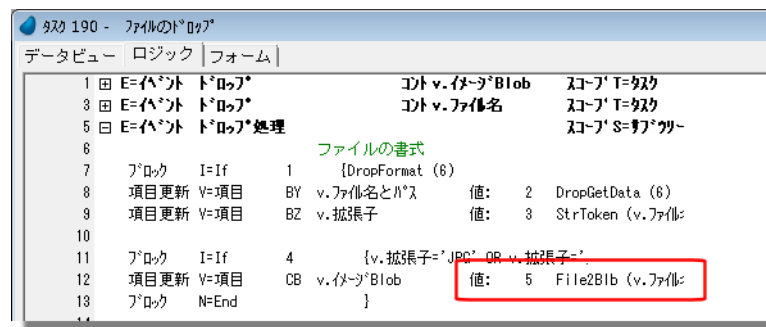 ﾀｽｸ 190 - ﾌｧｲﾙのﾄﾞﾛｯﾌﾟ
データビュー ロジック フォーム
1 E=ｲﾍﾞﾝﾄ ﾄﾞﾛｯﾌﾟ ｺﾝﾄ v.ｲﾒｰｼﾞBlob ｽｺｰﾌﾟ T=ﾀｽｸ
3 E=ｲﾍﾞﾝﾄ ﾄﾞﾛｯﾌﾟ ｺﾝﾄ v.ﾌｧｲﾙ名 ｽｺｰﾌﾟ T=ﾀｽｸ
5 E=ｲﾍﾞﾝﾄ ﾄﾞﾛｯﾌﾟ処理 ｽｺｰﾌﾟ S=ｻﾌﾞﾂﾘｰ
6 ファイルの書式
7 ﾌﾞﾛｯｸ I=If 1 {DropFormat (6)
8 項目更新 V=項目 BY v.ﾌｧｲﾙ名とﾊﾟｽ 値: 2 DropGetData (6)
9 項目更新 V=項目 BZ v.拡張子 値: 3 StrToken (v.ﾌｧｲﾙ
10
11 ﾌﾞﾛｯｸ I=If 4 {v.拡張子='JPG' OR v.拡張子='
12 項目更新 V=項目 CB v.ｲﾒｰｼﾞBlob 値: 5 File2Blb (v.ﾌｧｲﾙ
13 ﾌﾞﾛｯｸ N=End }